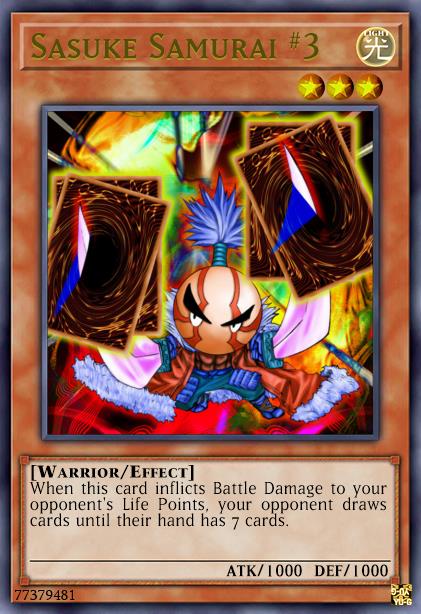 Sasuke Samurai #3
LIGHT
光
[Warrior/Effect]
When this card inflicts Battle Damage to your
opponent's Life Points, your opponent draws
cards until their hand has 7 cards.
ATK/1000 DEF/1000
77379481